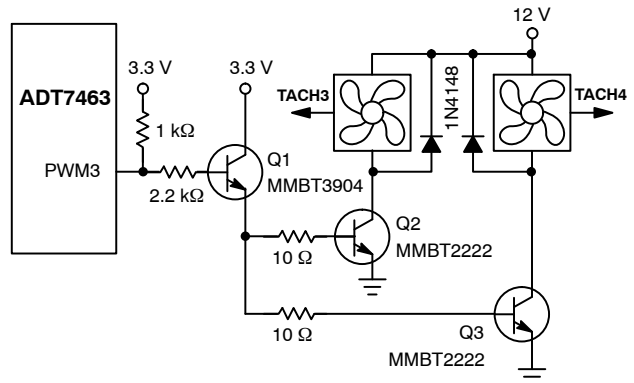 12 V
3.3 V
3.3 V
ADT7463
TACH3
1N4148
TACH4
1 kΩ
PWM3
2.2 kΩ
Q1
MMBT3904
Q2
MMBT2222
10 Ω
10 Ω
Q3
MMBT2222